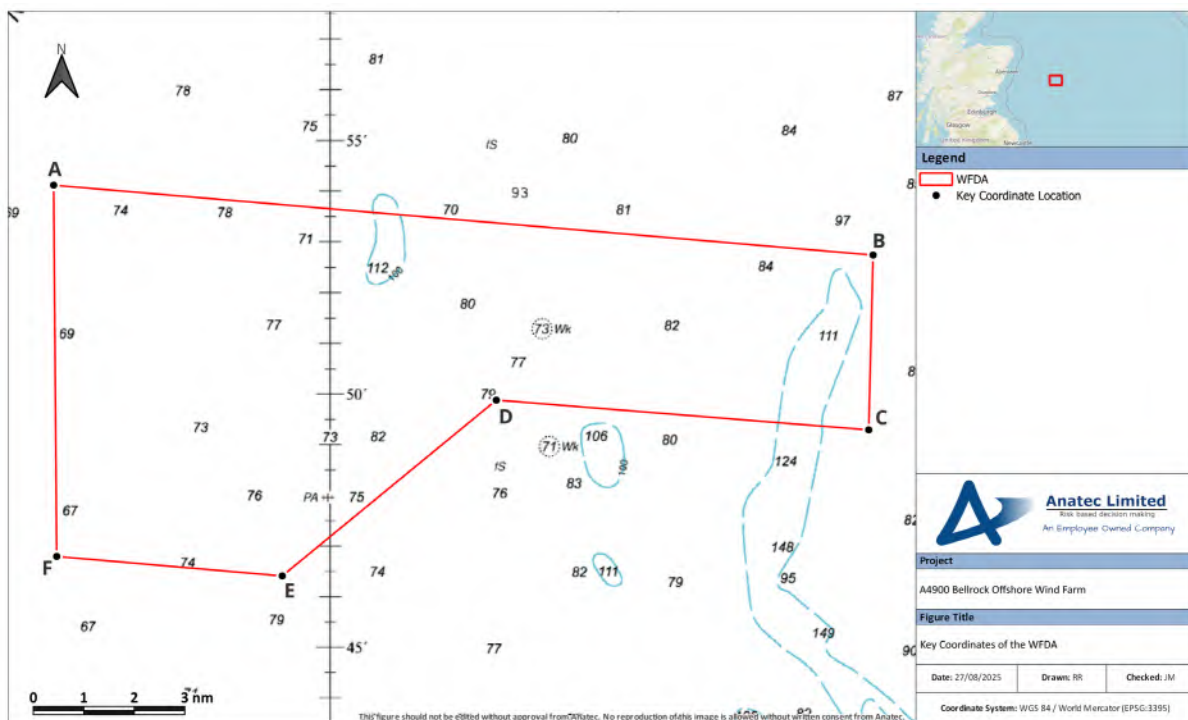 N
81
78
87
75
55´
84
80
fS
A
93
69
74
78
70
81
97
71
B
84
112
100
80
77
73 Wk
82
69
111
77
79
50´
D
C
73
73
82
106
80
71 Wk
100
fS
83
124
76
PA
75
76
67
82
F
74
148
E
74
82
111
79
95
67
79
149
45´
77
90
0 1 2 3 nm
This figure should not be edited without approval from Anatec. No reproduction of this image is allowed without written consent from Anatec.
Aberdeen
Dundee
Edinburgh
Glasgow
Newcastle
Legend
WFDA
Key Coordinate Location
Anatec Limited
Risk based decision making
An Employee Owned Company
Project
A4900 Bellrock Offshore Wind Farm
Figure Title
Key Coordinates of the WFDA
Date: 27/08/2025 Drawn: RR Checked: JM
Coordinate System: WGS 84 / World Mercator (EPSG:3395)